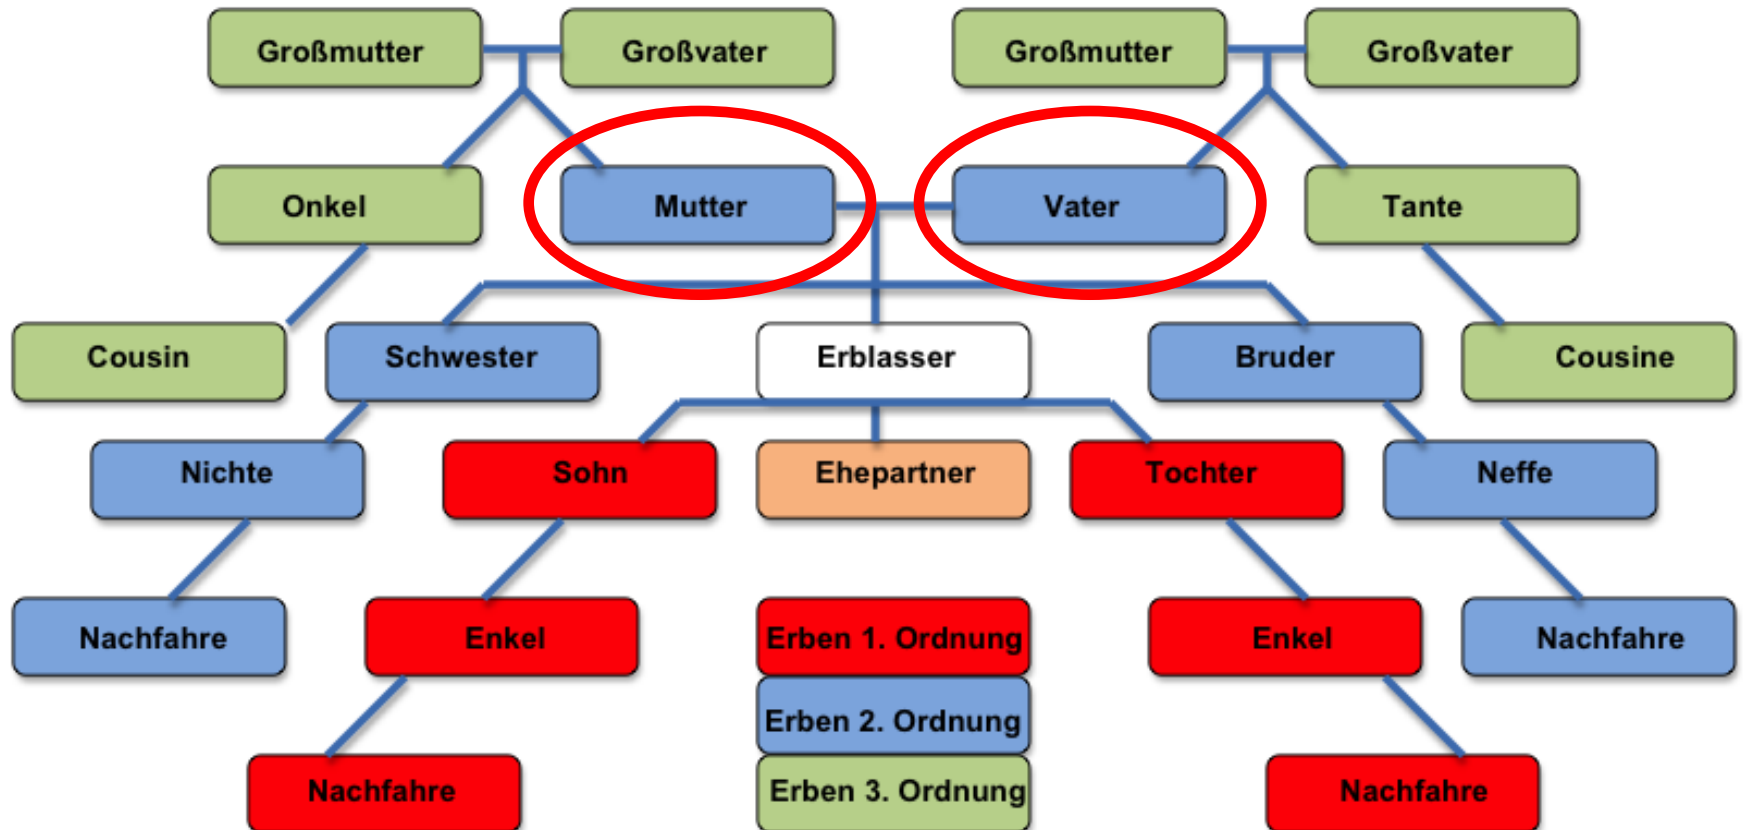 Großmutter
Großvater
Großmutter
Großvater
Onkel
Mutter
Vater
Tante
Cousin
Schwester
Erblasser
Bruder
Cousine
Nichte
Sohn
Ehepartner
Tochter
Neffe
Nachfahre
Enkel
Erben 1. Ordnung
Enkel
Nachfahre
Erben 2. Ordnung
Nachfahre
Erben 3. Ordnung
Nachfahre